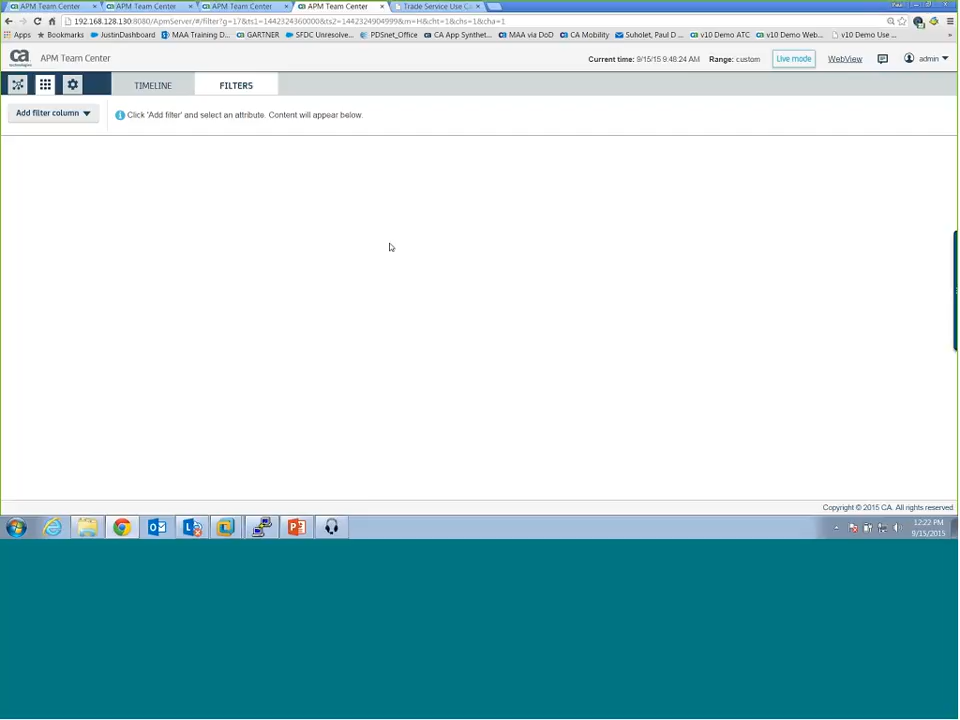 APM Team Center
APM Team Center
APM Team Center
APM Team Center
Trade Service Use C
192.168.128.130:8080/ApmServer/#/filter?g=17&ts1=1442324360000&ts2=1442324904999&m=H&cht=1&chs=1&cha=1
Apps
Bookmarks
JustinDashboard
MAA Training D...
GARTNER
SFDC Unresolve...
PDSnet_Office
CA App Synthet...
MAA via DoD
CA Mobility
Suholet, Paul D ...
v10 Demo ATC
v10 Demo Web...
v10 Demo Use ...
ca
technologies
APM Team Center
Current time: 9/15/15 9:48:24 AM
Range: custom
Live mode
WebView
admin
TIMELINE
FILTERS
Add filter column
Click 'Add filter' and select an attribute. Content will appear below.
Copyright © 2015 CA. All rights reserved
12:22 PM
9/15/2015